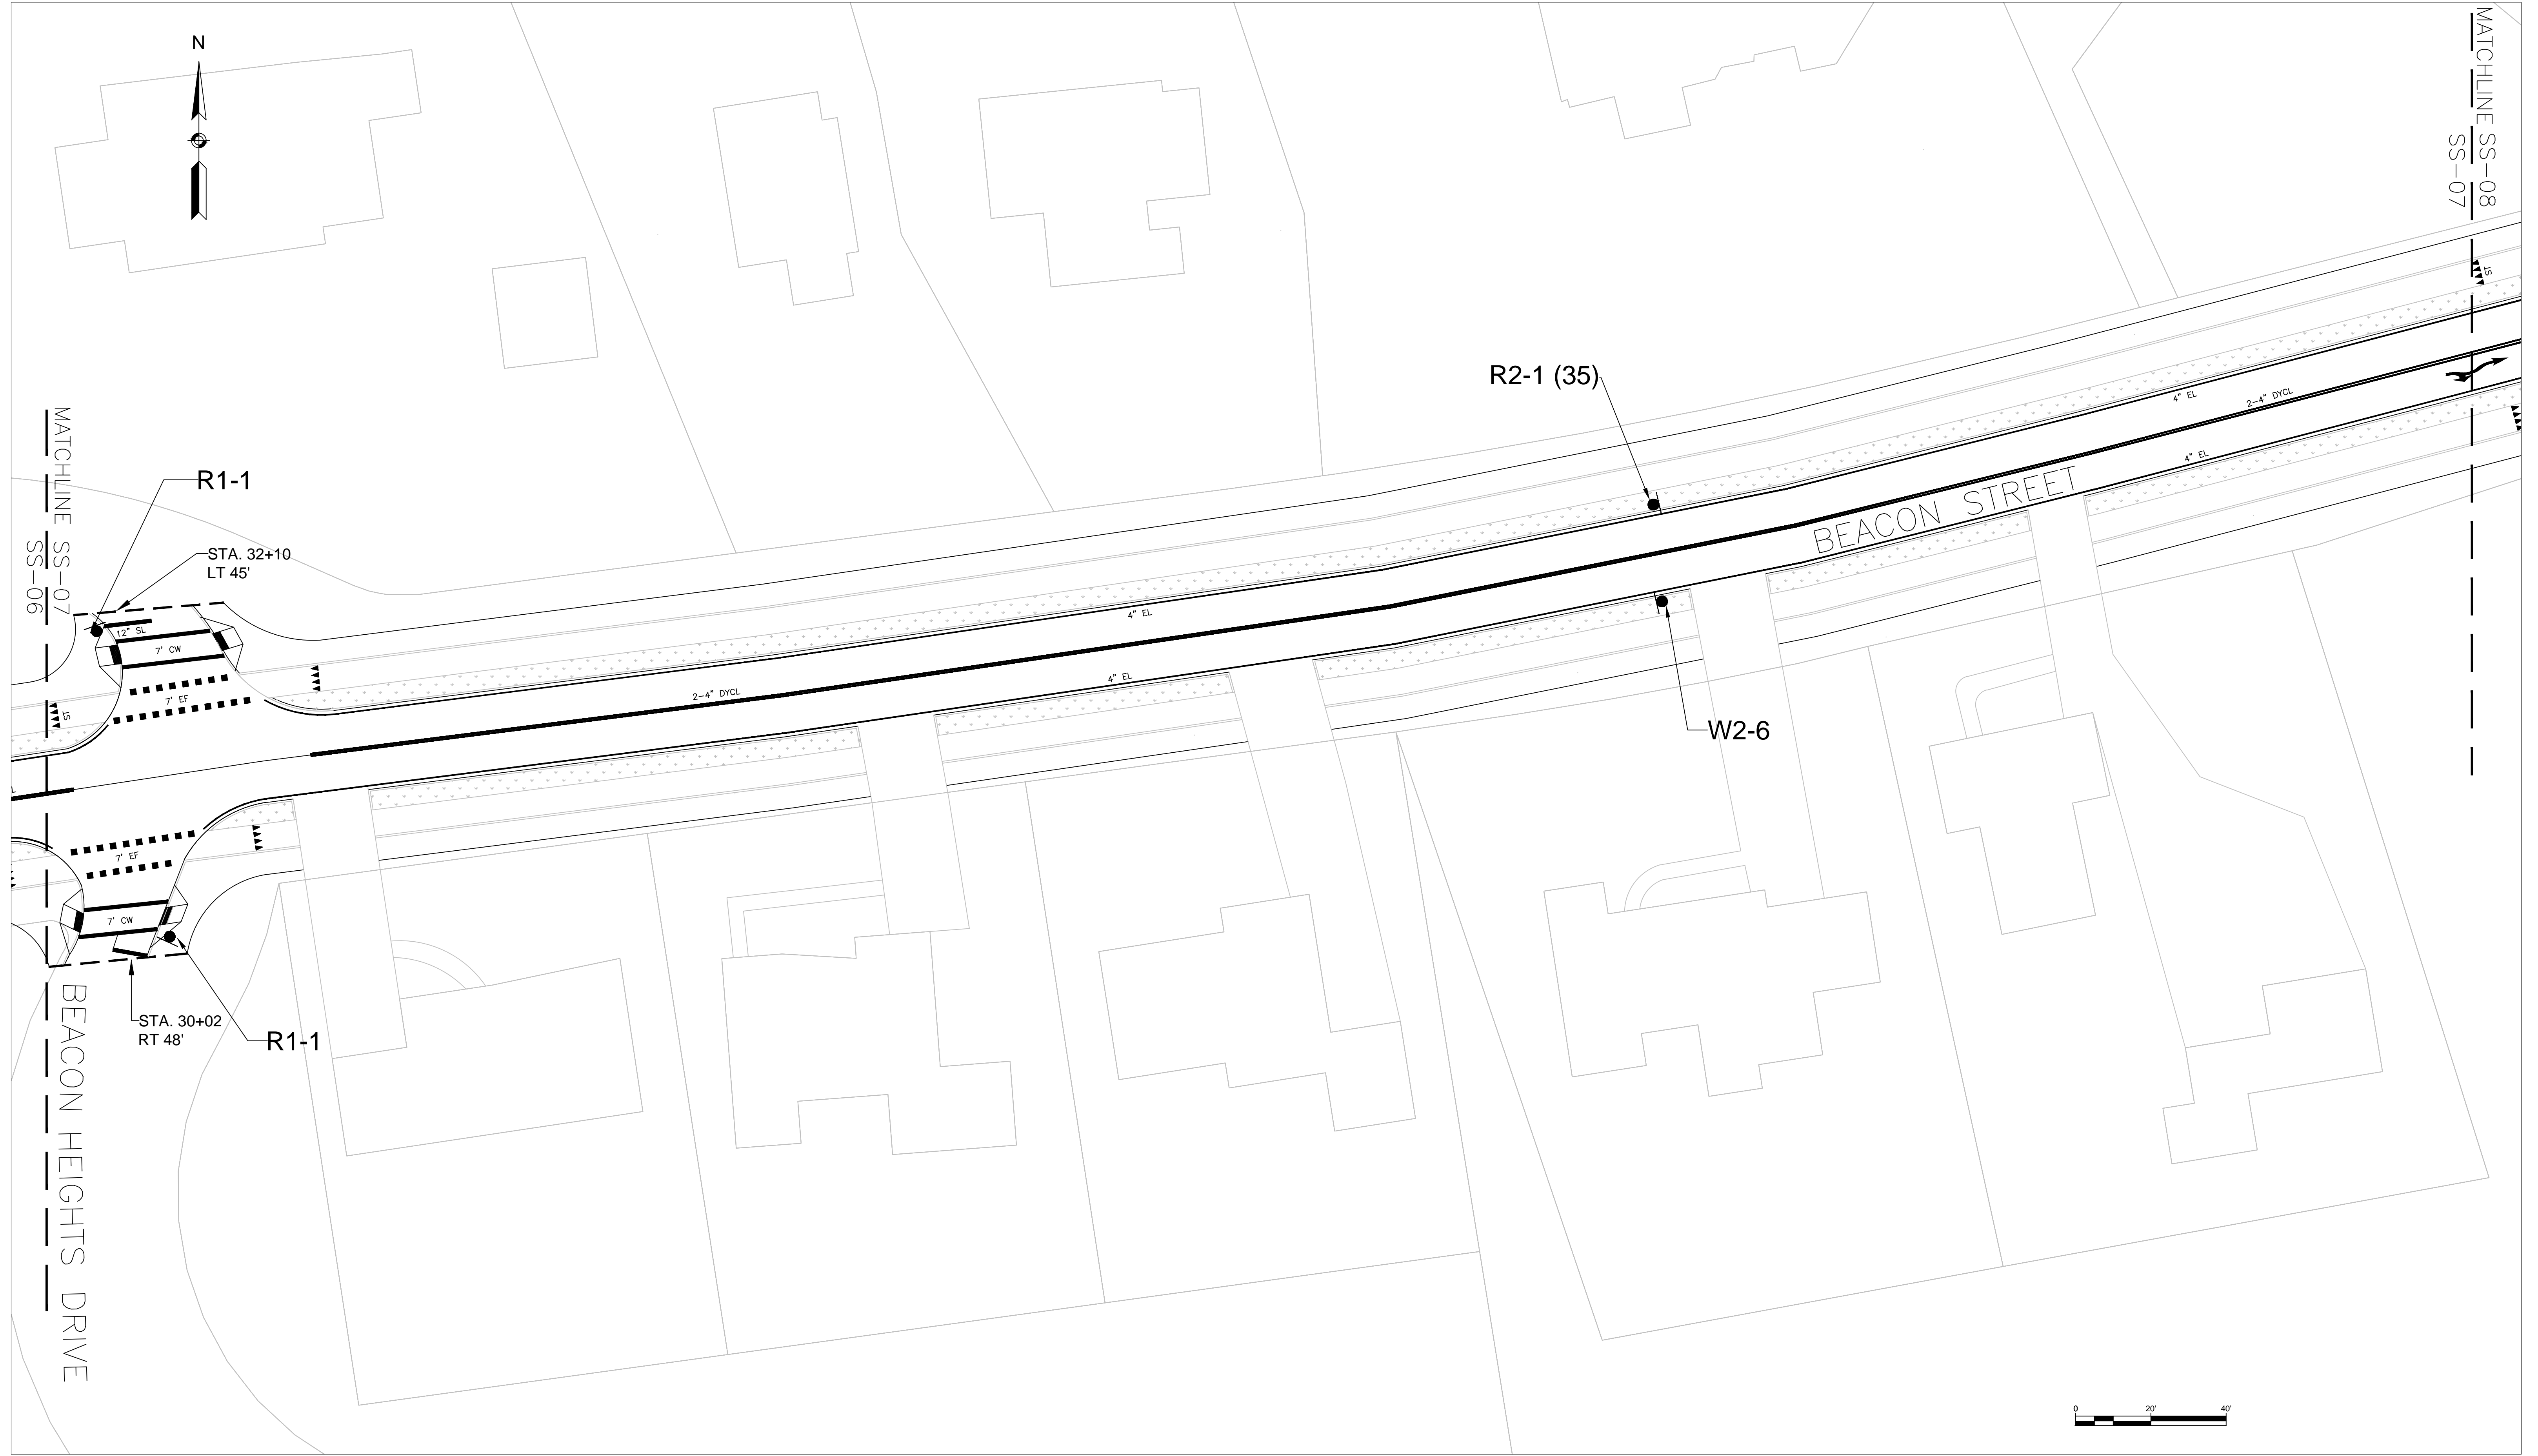 N
MATCHLINE SS-08
SS-07
R2-1 (35)
4" EL
2-4" DYCL
4" EL
ST
BEACON STREET
MATCHLINE SS-07
SS-06
R1-1
STA. 32+10
LT 45'
12" SL
7' CW
7' EF
ST
4" EL
2-4" DYCL
4" EL
W2-6
L
7' EF
7' CW
STA. 30+02
RT 48'
R1-1
BEACON HEIGHTS DRIVE
0 20' 40'